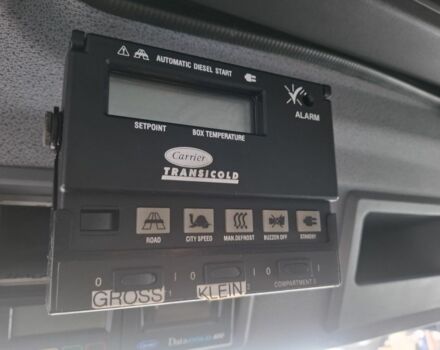 AUTOMATIC DIESEL START
ALARM
SETPOINT BOX TEMPERATURE
Carrier
TRANSICOLD
ROAD CITY SPEED MAN.DEFROST BUZZER OFF STANDBY
0 I 0 I 0 I
GROSS KLEIN COMPARTMENT 3